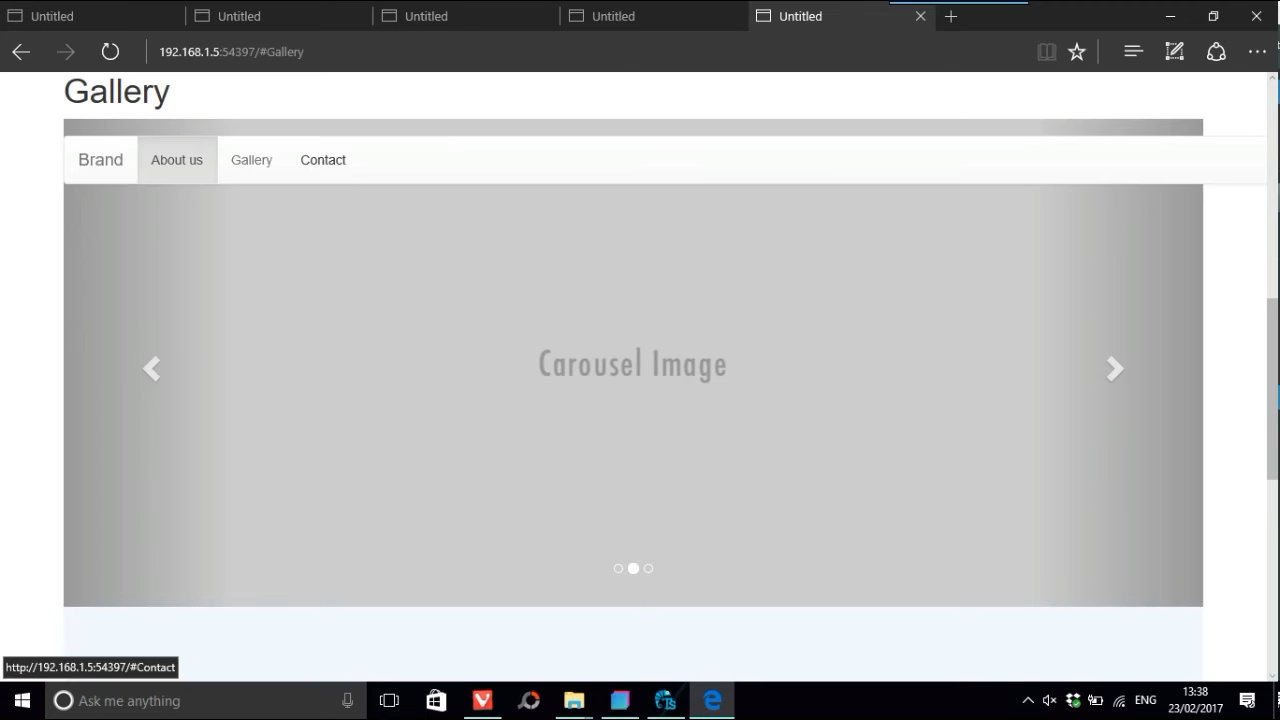 Untitled
Untitled
Untitled
Untitled
Untitled
192.168.1.5:54397/#Gallery
Gallery
Brand About us Gallery Contact
Carousel Image
http://192.168.1.5:54397/#Contact
Ask me anything
ENG
13:38
23/02/2017